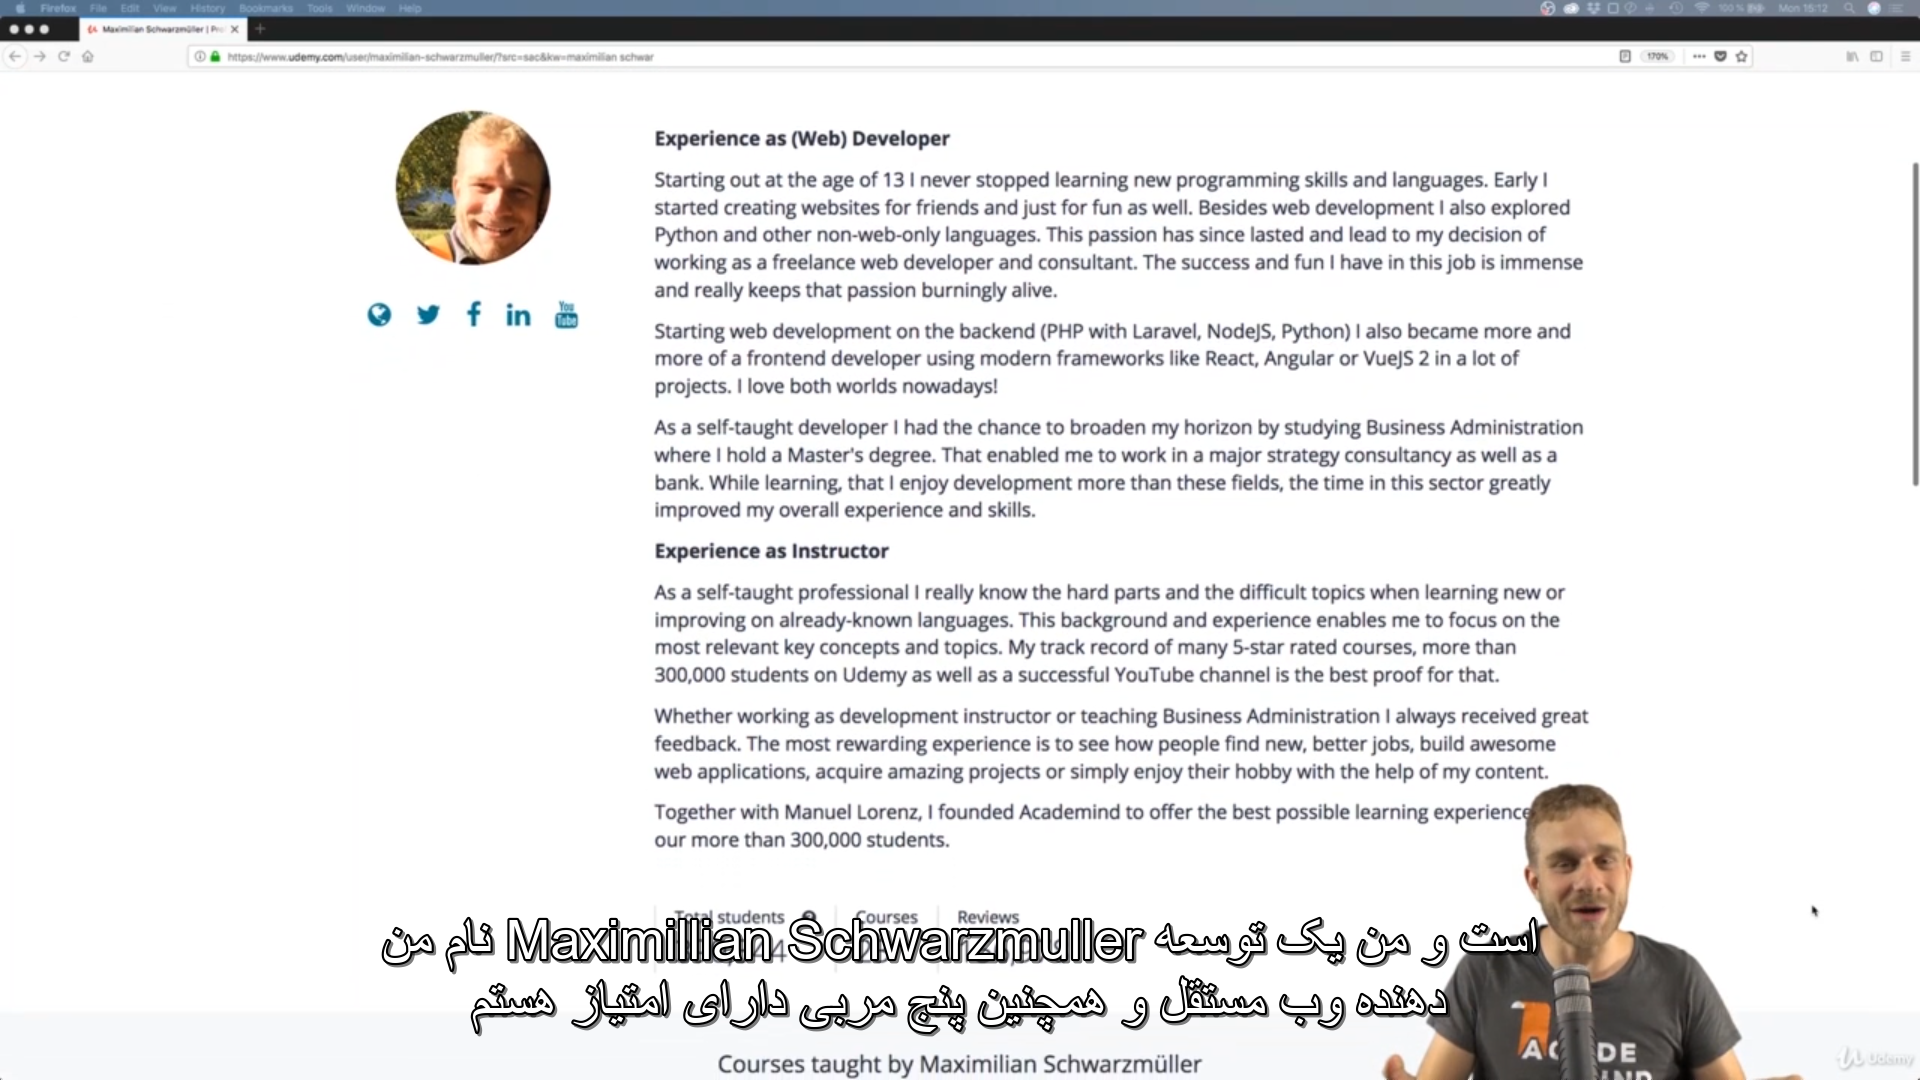 Firefox File Edit View History Bookmarks Tools Window Help
100 % Mon 15:12
Maximilian Schwarzmüller | Pro
https://www.udemy.com/user/maximilian-schwarzmuller/?src=sac&kw=maximilian schwar
170%
Experience as (Web) Developer
Starting out at the age of 13 I never stopped learning new programming skills and languages. Early I
started creating websites for friends and just for fun as well. Besides web development I also explored
Python and other non-web-only languages. This passion has since lasted and lead to my decision of
working as a freelance web developer and consultant. The success and fun I have in this job is immense
and really keeps that passion burningly alive.
You
Tube
Starting web development on the backend (PHP with Laravel, NodeJS, Python) I also became more and
more of a frontend developer using modern frameworks like React, Angular or VueJS 2 in a lot of
projects. I love both worlds nowadays!
As a self-taught developer I had the chance to broaden my horizon by studying Business Administration
where I hold a Master's degree. That enabled me to work in a major strategy consultancy as well as a
bank. While learning, that I enjoy development more than these fields, the time in this sector greatly
improved my overall experience and skills.
Experience as Instructor
As a self-taught professional I really know the hard parts and the difficult topics when learning new or
improving on already-known languages. This background and experience enables me to focus on the
most relevant key concepts and topics. My track record of many 5-star rated courses, more than
300,000 students on Udemy as well as a successful YouTube channel is the best proof for that.
Whether working as development instructor or teaching Business Administration I always received great
feedback. The most rewarding experience is to see how people find new, better jobs, build awesome
web applications, acquire amazing projects or simply enjoy their hobby with the help of my content.
Together with Manuel Lorenz, I founded Academind to offer the best possible learning experience
our more than 300,000 students.
Total students Courses Reviews
نام من Maximillian Schwarzmuller است و من یک توسعه
دهنده وب مستقل و همچنین پنج مربی دارای امتیاز هستم
Courses taught by Maximilian Schwarzmüller
Udemy